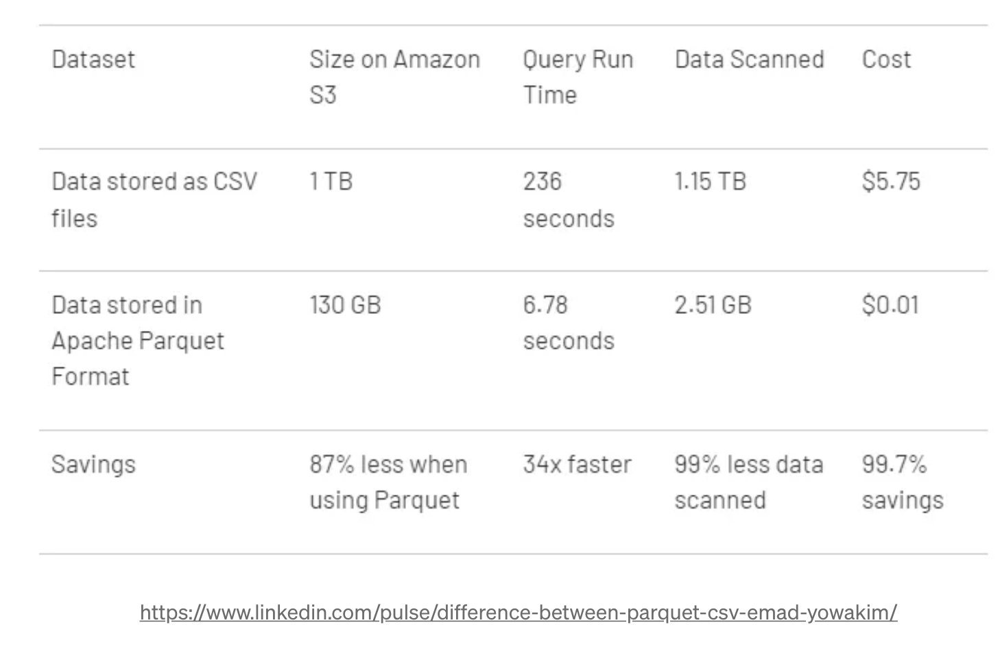 Dataset
Size on Amazon
S3
Query Run
Time
Data Scanned
Cost
Data stored as CSV
files
1 TB
236
seconds
1.15 TB
$5.75
Data stored in
Apache Parquet
Format
130 GB
6.78
seconds
2.51 GB
$0.01
Savings
87% less when
using Parquet
34x faster
99% less data
scanned
99.7%
savings
https://www.linkedin.com/pulse/difference-between-parquet-csv-emad-yowakim/